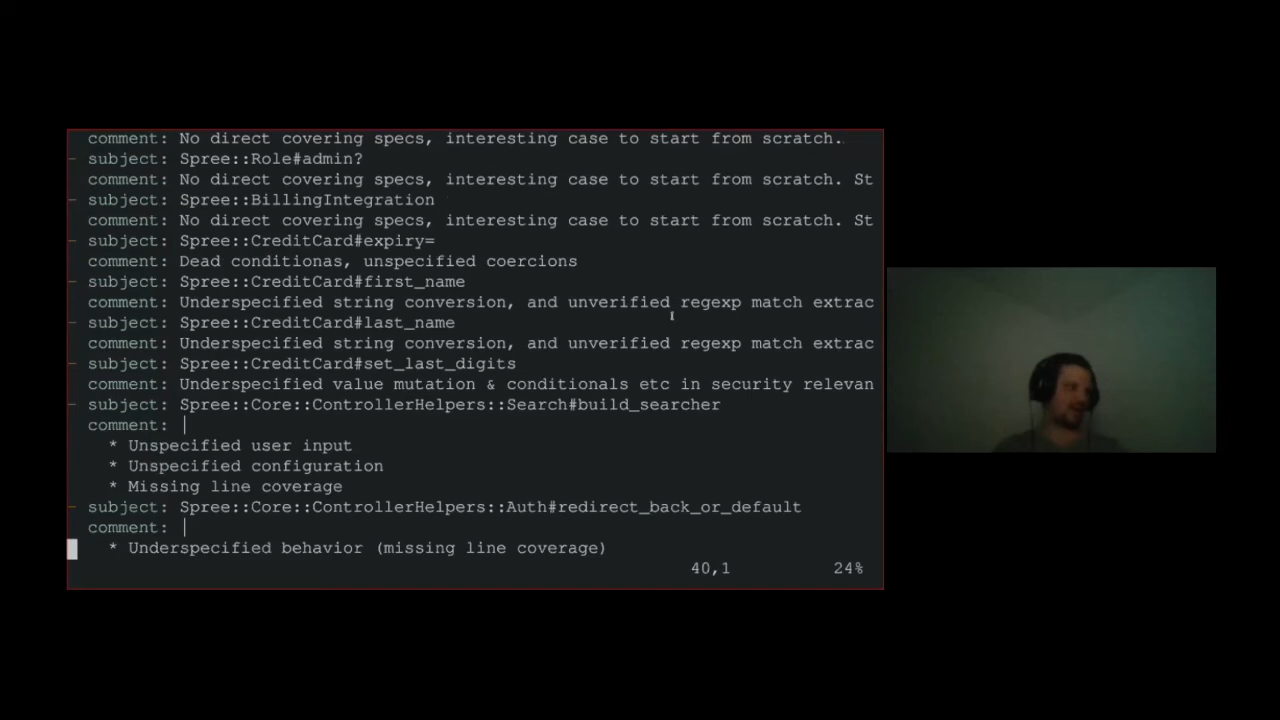 comment: No direct covering specs, interesting case to start from scratch.
- subject: Spree::Role#admin?
comment: No direct covering specs, interesting case to start from scratch. St
- subject: Spree::BillingIntegration
comment: No direct covering specs, interesting case to start from scratch. St
- subject: Spree::CreditCard#expiry=
comment: Dead conditionas, unspecified coercions
- subject: Spree::CreditCard#first_name
comment: Underspecified string conversion, and unverified regexp match extrac
- subject: Spree::CreditCard#last_name
comment: Underspecified string conversion, and unverified regexp match extrac
- subject: Spree::CreditCard#set_last_digits
comment: Underspecified value mutation & conditionals etc in security relevan
- subject: Spree::Core::ControllerHelpers::Search#build_searcher
comment: |
* Unspecified user input
* Unspecified configuration
* Missing line coverage
- subject: Spree::Core::ControllerHelpers::Auth#redirect_back_or_default
comment: |
* Underspecified behavior (missing line coverage)
40,1 24%